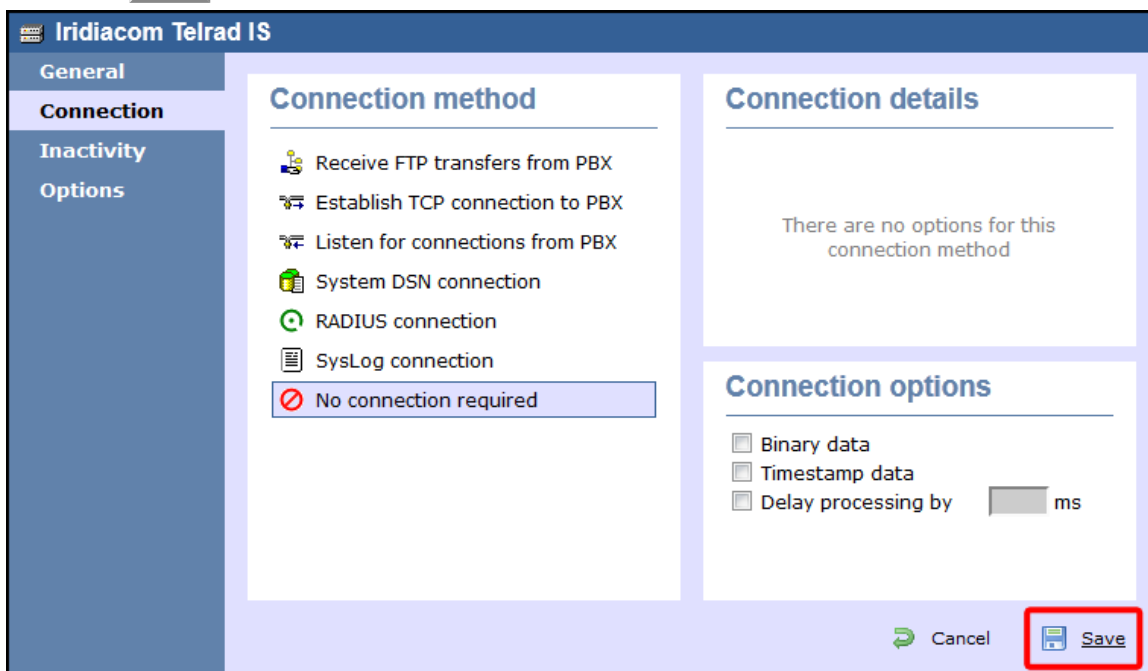 Iridiacom Telrad IS
General
Connection
Inactivity
Options
Connection method
Receive FTP transfers from PBX
Establish TCP connection to PBX
Listen for connections from PBX
System DSN connection
RADIUS connection
SysLog connection
No connection required
Connection details
There are no options for this
connection method
Connection options
Binary data
Timestamp data
Delay processing by ms
Cancel
Save